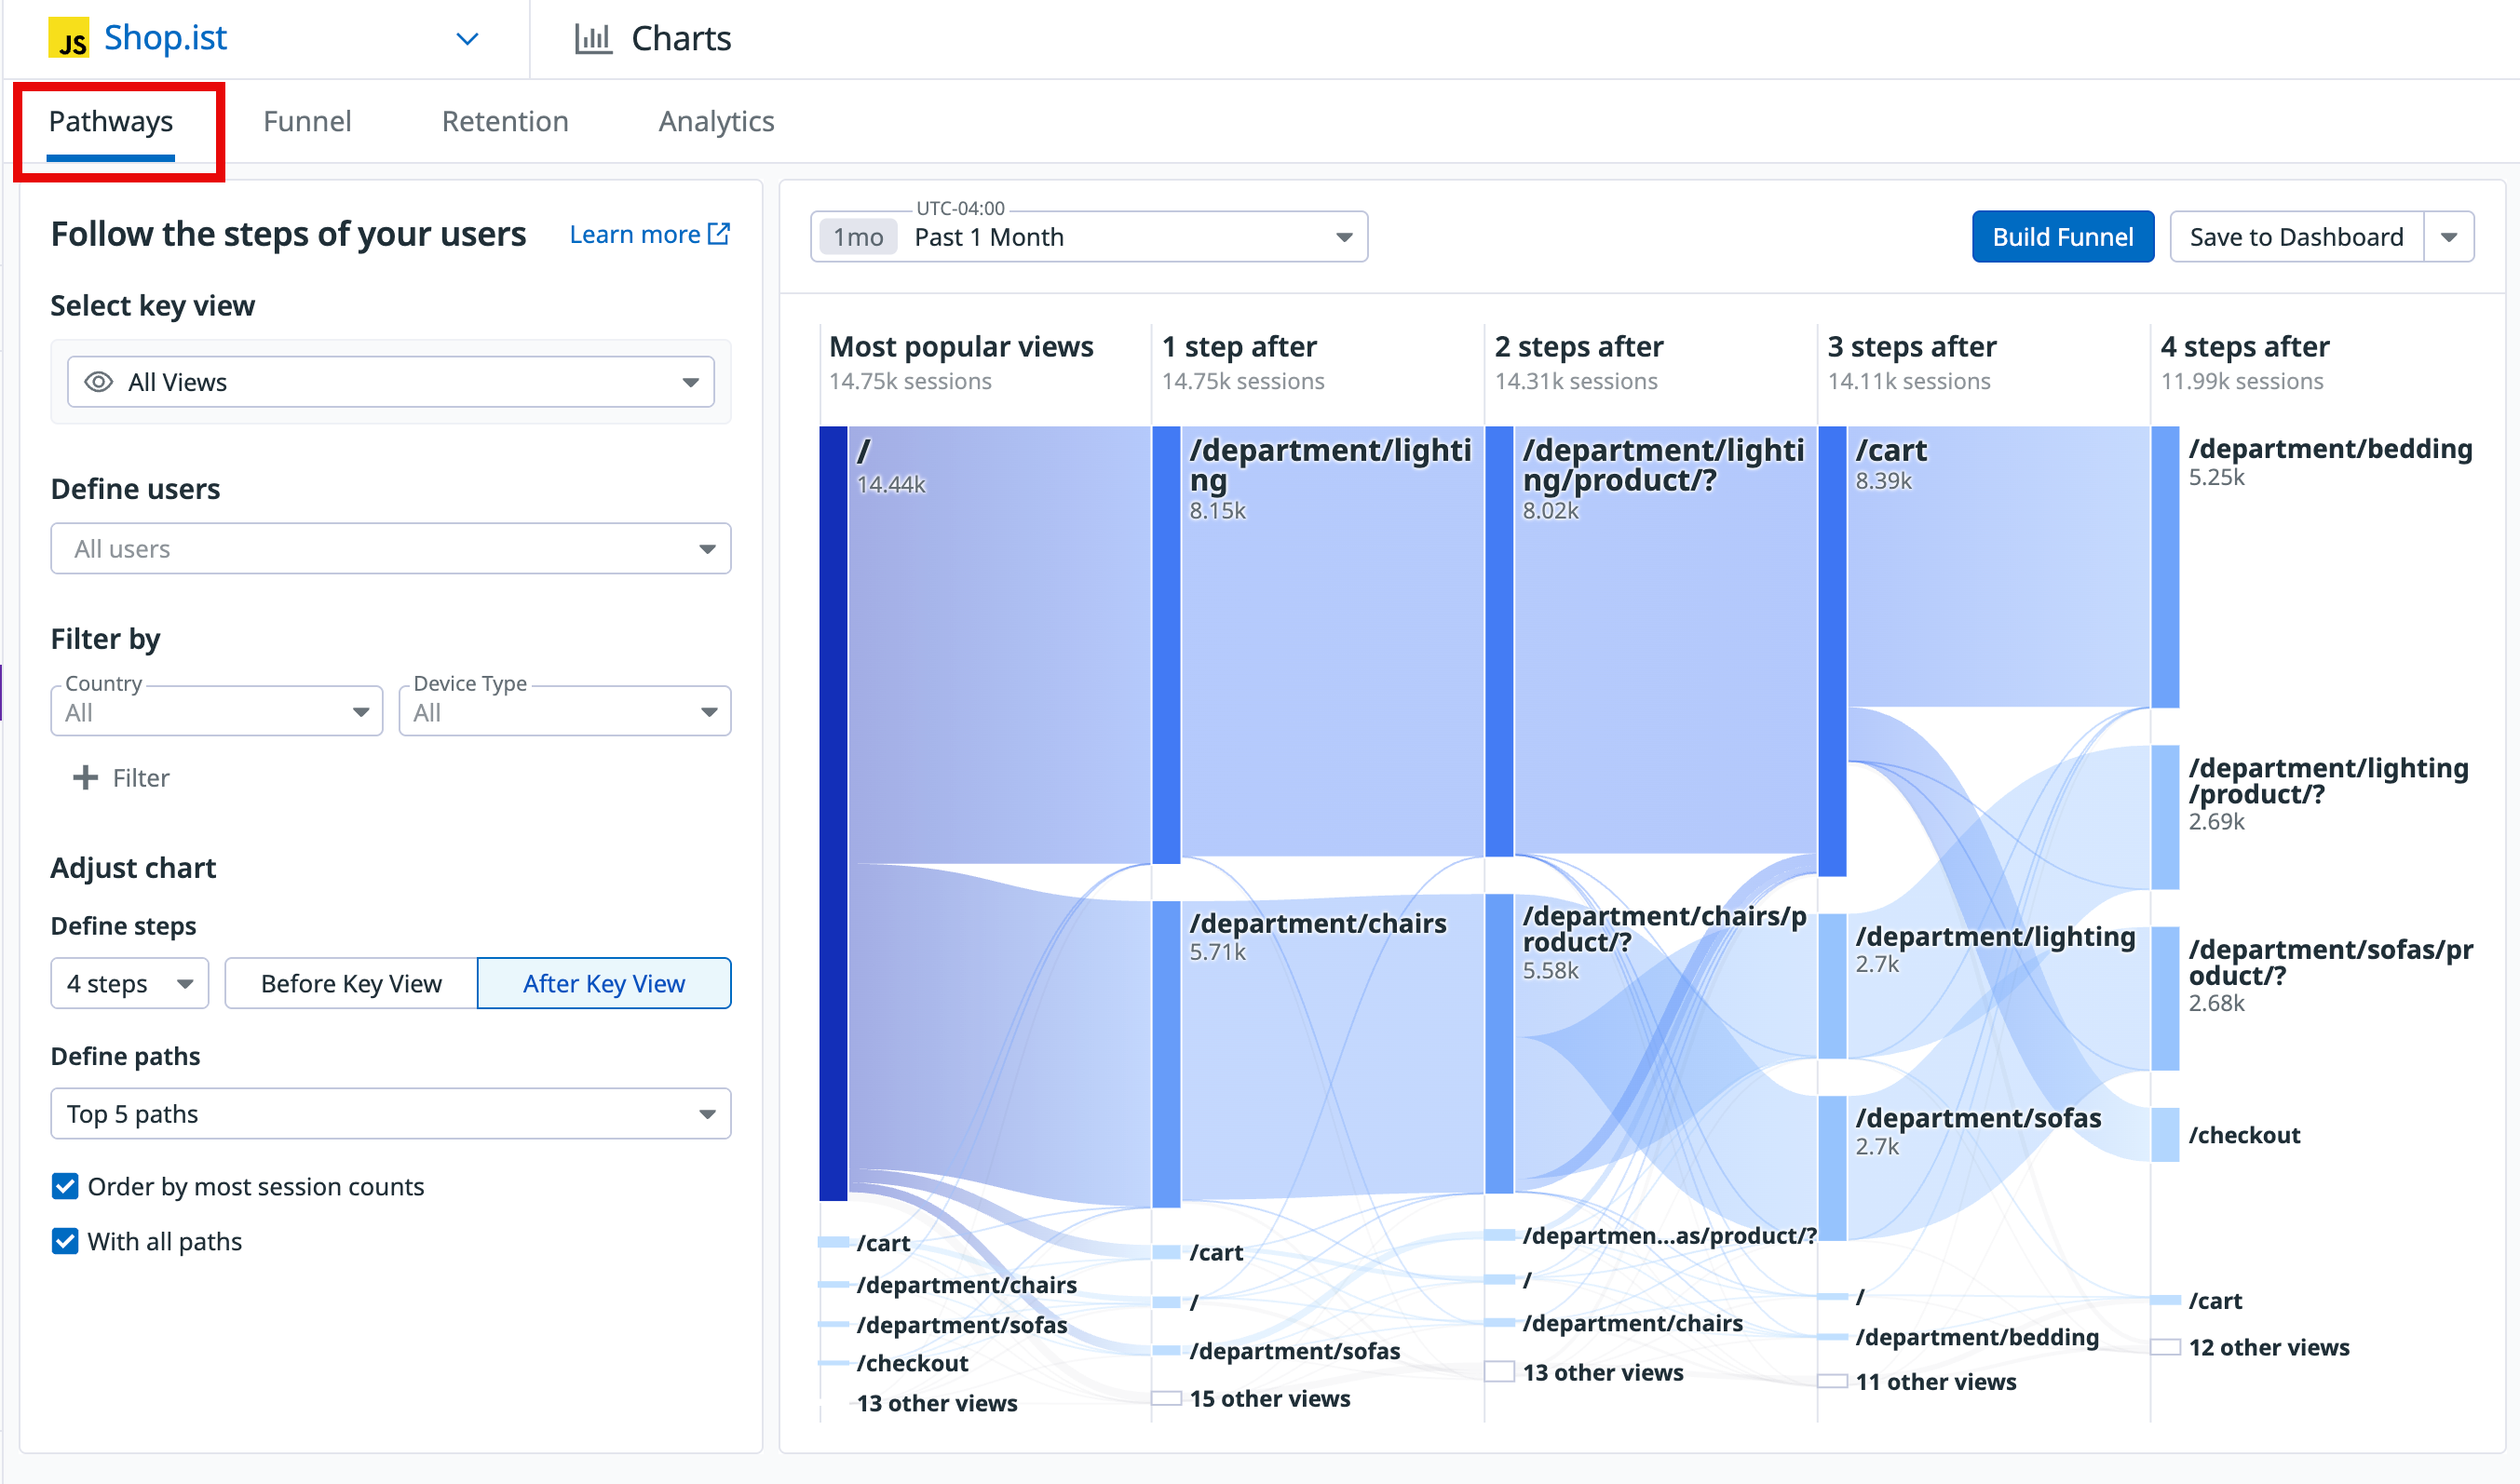 JS Shop.ist
Charts
Pathways
Funnel
Retention
Analytics
Follow the steps of your users
Learn more
Select key view
All Views
Define users
All users
Filter by
Country
All
Device Type
All
Filter
Adjust chart
Define steps
4 steps
Before Key View
After Key View
Define paths
Top 5 paths
Order by most session counts
With all paths
UTC-04:00
1mo Past 1 Month
Build Funnel
Save to Dashboard
Most popular views
14.75k sessions
/
14.44k
/cart
/department/chairs
/department/sofas
/checkout
13 other views
1 step after
14.75k sessions
/department/lighti
ng
8.15k
/department/chairs
5.71k
/cart
/
/department/sofas
15 other views
2 steps after
14.31k sessions
/department/lighti
ng/product/?
8.02k
/department/chairs/p
roduct/?
5.58k
/departmen...as/product/?
/
/department/chairs
13 other views
3 steps after
14.11k sessions
/cart
8.39k
/department/lighting
2.7k
/department/sofas
2.7k
/
/department/bedding
11 other views
4 steps after
11.99k sessions
/department/bedding
5.25k
/department/lighting
/product/?
2.69k
/department/sofas/pr
oduct/?
2.68k
/checkout
/cart
12 other views